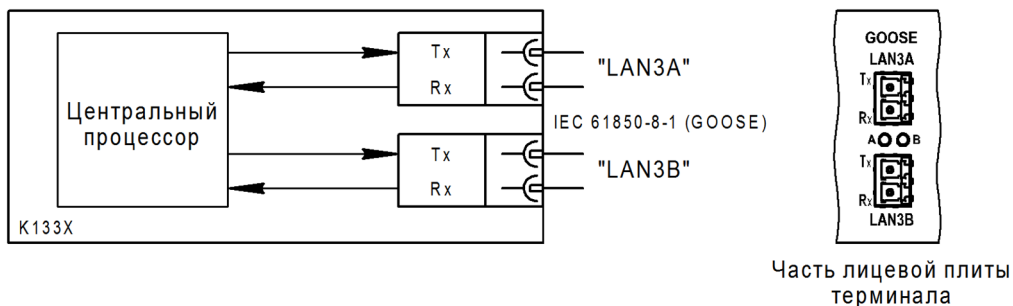 Центральный
процессор
K133X
Tx
Rx
"LAN3A"
IEC 61850-8-1 (GOOSE)
Tx
Rx
"LAN3B"
GOOSE
LAN3A
Tx
Rx
A B
Tx
Rx
LAN3B
Часть лицевой плиты
терминала